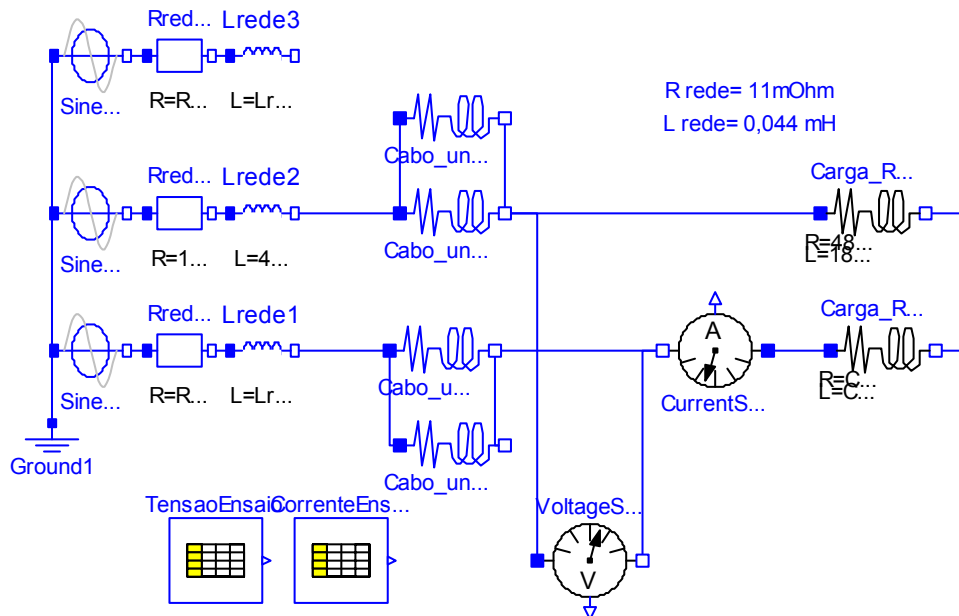 Rred...
Lrede3
Sine...
R=R...
L=Lr...
R rede= 11mOhm
L rede= 0,044 mH
Cabo_un...
Rred...
Lrede2
Carga_R...
Sine...
R=1...
L=4...
Cabo_un...
R=48...
L=18...
Rred...
Lrede1
A
Carga_R...
Sine...
R=R...
L=Lr...
Cabo_u...
CurrentS...
R=C...
L=C...
Ground1
Cabo_un...
TensaoEnsaio
CorrenteEns...
VoltageS...
V